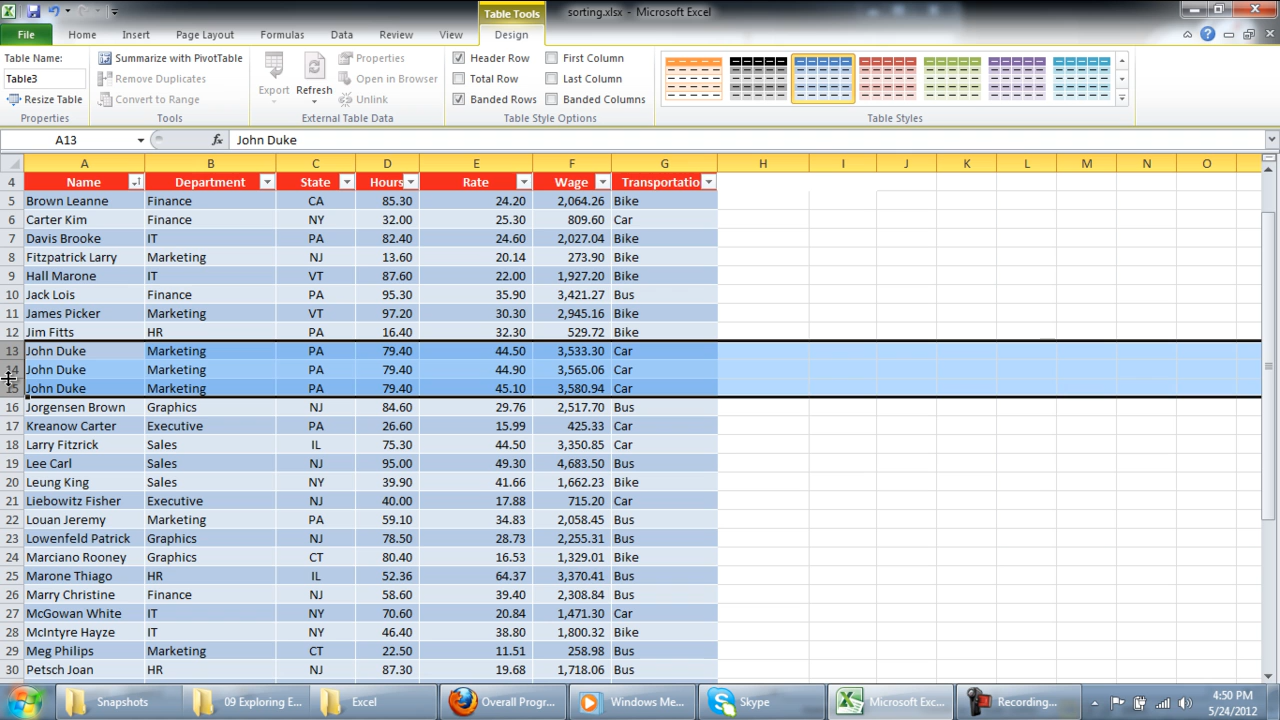 Table Tools
sorting.xlsx - Microsoft Excel
File Home Insert Page Layout Formulas Data Review View Design
Table Name:
Table3
Resize Table
Properties
Summarize with PivotTable
Remove Duplicates
Convert to Range
Tools
Export
Refresh
Properties
Open in Browser
Unlink
External Table Data
Header Row
Total Row
Banded Rows
First Column
Last Column
Banded Columns
Table Style Options
Table Styles
A13 fx John Duke
A B C D E F G H I J K L M N O
4 Name Department State Hours Rate Wage Transportatio
5 Brown Leanne Finance CA 85.30 24.20 2,064.26 Bike
6 Carter Kim Finance NY 32.00 25.30 809.60 Car
7 Davis Brooke IT PA 82.40 24.60 2,027.04 Bike
8 Fitzpatrick Larry Marketing NJ 13.60 20.14 273.90 Bike
9 Hall Marone IT VT 87.60 22.00 1,927.20 Bike
10 Jack Lois Finance PA 95.30 35.90 3,421.27 Bus
11 James Picker Marketing VT 97.20 30.30 2,945.16 Bike
12 Jim Fitts HR PA 16.40 32.30 529.72 Bike
13 John Duke Marketing PA 79.40 44.50 3,533.30 Car
14 John Duke Marketing PA 79.40 44.90 3,565.06 Car
15 John Duke Marketing PA 79.40 45.10 3,580.94 Car
16 Jorgensen Brown Graphics NJ 84.60 29.76 2,517.70 Bus
17 Kreanow Carter Executive PA 26.60 15.99 425.33 Car
18 Larry Fitzrick Sales IL 75.30 44.50 3,350.85 Car
19 Lee Carl Sales NJ 95.00 49.30 4,683.50 Bus
20 Leung King Sales NJ 39.90 41.66 1,662.23 Bike
21 Liebowitz Fisher Executive NJ 40.00 17.88 715.20 Car
22 Louan Jeremy Marketing PA 59.10 34.83 2,058.45 Bus
23 Lowenfeld Patrick Graphics NJ 78.50 28.73 2,255.31 Bus
24 Marciano Rooney Graphics CT 80.40 16.53 1,329.01 Bike
25 Marone Thiago HR IL 52.36 64.37 3,370.41 Bus
26 Marry Christine Finance NJ 58.60 39.40 2,308.84 Bus
27 McGowan White IT NY 70.60 20.84 1,471.30 Car
28 McIntyre Hayze IT NY 46.40 38.80 1,800.32 Bike
29 Meg Philips Marketing CT 22.50 11.51 258.98 Bus
30 Petsch Joan HR NJ 87.30 19.68 1,718.06 Bus
Snapshots 09 Exploring E... Excel Overall Progr... Windows Me... Skype Microsoft Exc... Recording...
4:50 PM
5/24/2012